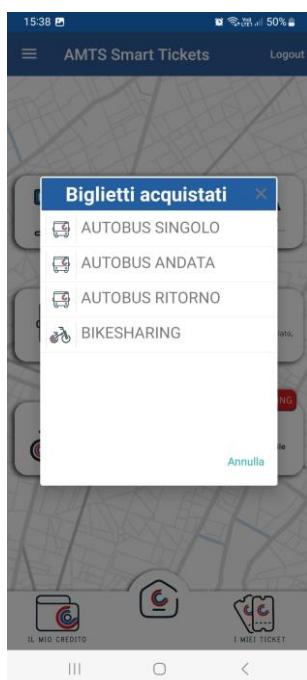 15:38
50%
AMTS Smart Tickets
Logout
Biglietti acquistati
AUTOBUS SINGOLO
AUTOBUS ANDATA
AUTOBUS RITORNO
BIKESHARING
NG
Annulla
IL MIO CREDITO
I MIEI TICKET